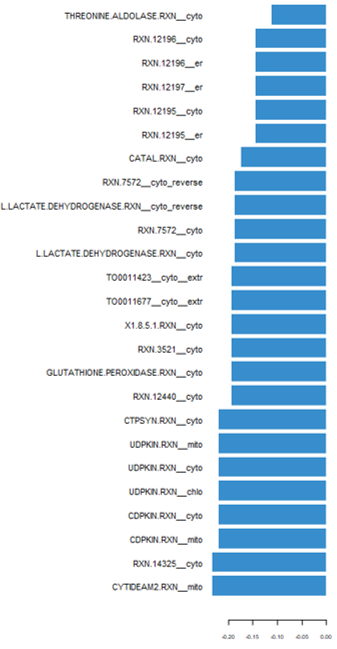 THREONINE.ALDOLASE.RXN__cyto
RXN.12196__cyto
RXN.12196__er
RXN.12197__er
RXN.12195__cyto
RXN.12195__er
CATAL.RXN__cyto
RXN.7572__cyto_reverse
L.LACTATE.DEHYDROGENASE.RXN__cyto_reverse
RXN.7572__cyto
L.LACTATE.DEHYDROGENASE.RXN__cyto
TO0011423__cyto__extr
TO0011677__cyto__extr
X1.8.5.1.RXN__cyto
RXN.3521__cyto
GLUTATHIONE.PEROXIDASE.RXN__cyto
RXN.12440__cyto
CTPSYN.RXN__cyto
UDPKIN.RXN__mito
UDPKIN.RXN__cyto
UDPKIN.RXN__chlo
CDPKIN.RXN__cyto
CDPKIN.RXN__mito
RXN.14325__cyto
CYTIDEAM2.RXN__mito
-0.20 -0.15 -0.10 -0.05 0.00